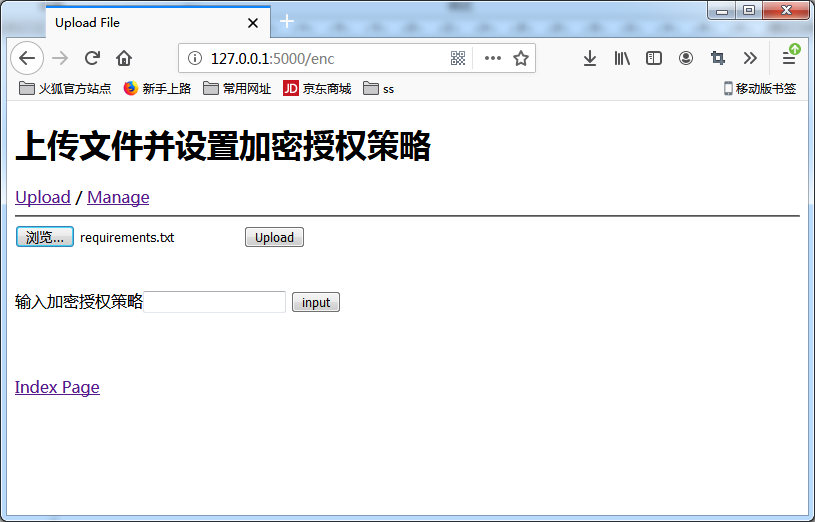 Upload File
127.0.0.1:5000/enc
火狐官方站点 新手上路 常用网址 JD 京东商城 ss 移动版书签
上传文件并设置加密授权策略
Upload / Manage
浏览... requirements.txt Upload
输入加密授权策略 input
Index Page